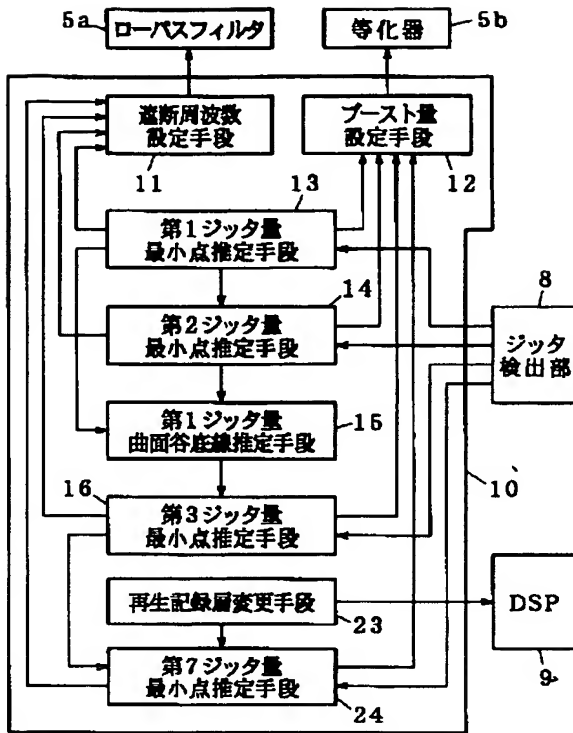 5a
ローパスフィルタ
等化器
5b
遮断周波数
設定手段
11
ブースト量
設定手段
12
13
第1ジッタ量
最小点推定手段
14
第2ジッタ量
最小点推定手段
8
ジッタ
検出部
第1ジッタ量
曲面谷底線推定手段
15
16
第3ジッタ量
最小点推定手段
10
再生記録層変更手段
23
DSP
9
第7ジッタ量
最小点推定手段
24